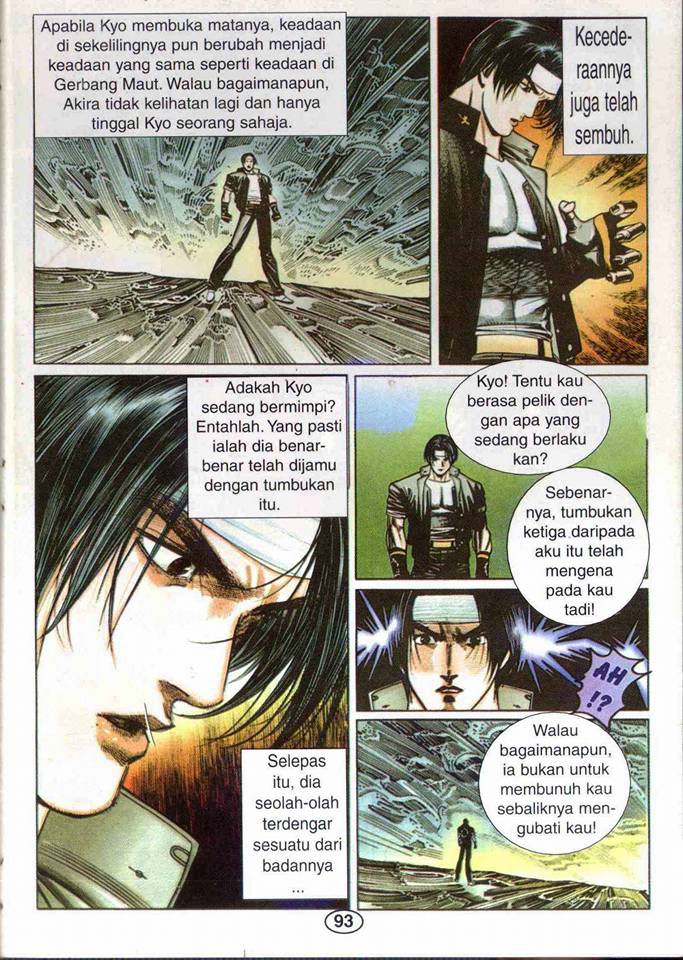 Apabila Kyo membuka matanya, keadaan
di sekelilingnya pun berubah menjadi
keadaan yang sama seperti keadaan di
Gerbang Maut. Walau bagaimanapun,
Akira tidak kelihatan lagi dan hanya
tinggal Kyo seorang sahaja.
Kecede-
raannya
juga telah
sembuh.
Adakah Kyo
sedang bermimpi?
Entahlah. Yang pasti
ialah dia benar-
benar telah dijamu
dengan tumbukan
itu.
Selepas
itu, dia
seolah-olah
terdengar
sesuatu dari
badannya
...
Kyo! Tentu kau
berasa pelik den-
gan apa yang
sedang berlaku
kan?
Sebenar-
nya, tumbukan
ketiga daripada
aku itu telah
mengena
pada kau
tadi!
AH
!?
Walau
bagaimanapun,
ia bukan untuk
membunuh kau
sebaliknya men-
gubati kau!
93